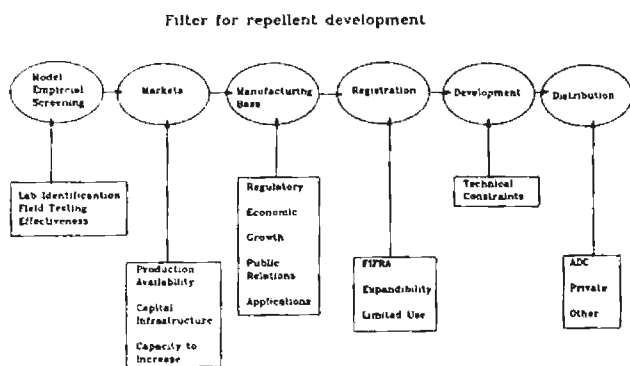 Filter for repellent development
Model
Empirical
Screening
Markets
Manufacturing
Base
Registration
Development
Distribution
Lab Identification
Field Testing
Effectiveness
Production
Availability
Capital
Infrastructure
Capacity to
Increase
Regulatory
Economic
Growth
Public
Relations
Applications
FIFRA
Expandibility
Limited Use
Technical
Constraints
ADC
Private
Other